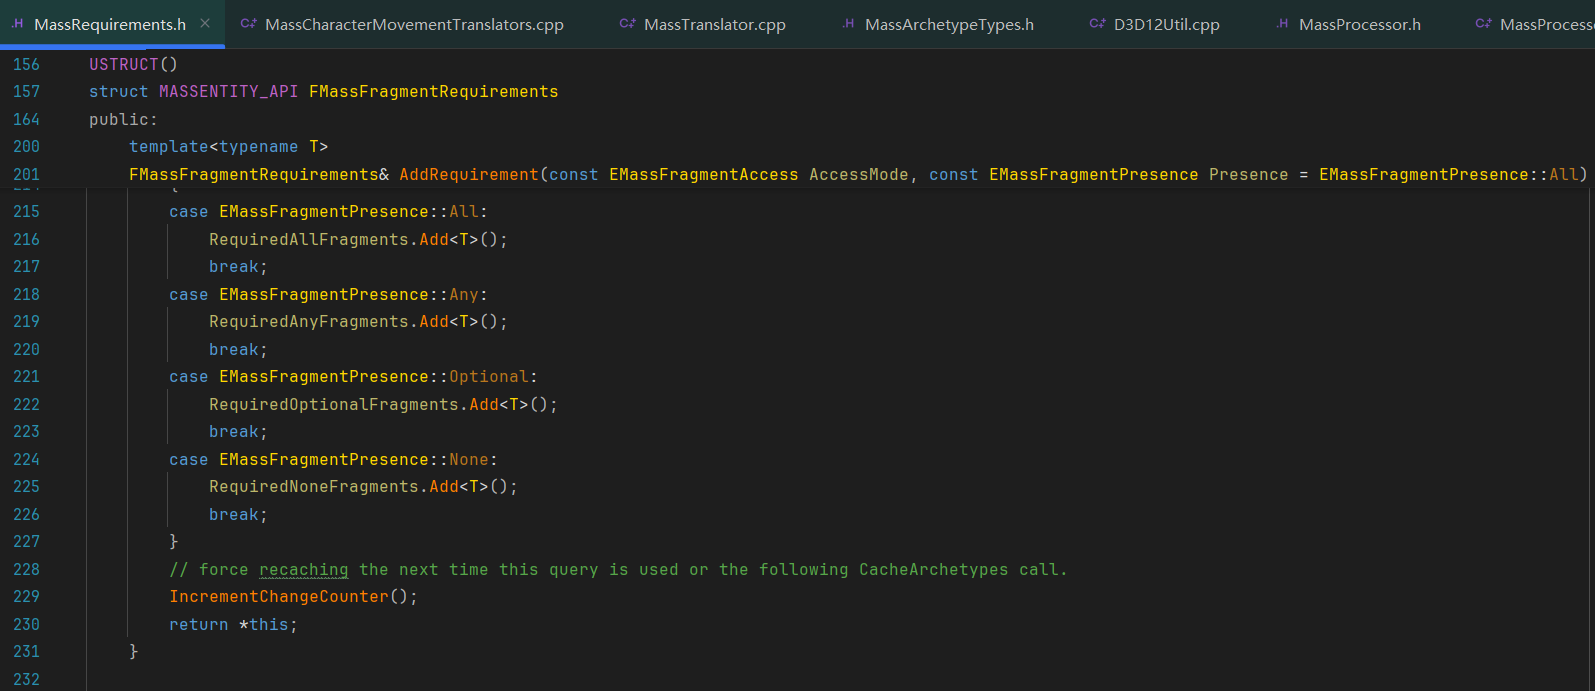 .H MassRequirements.h × C++ MassCharacterMovementTranslators.cpp C++ MassTranslator.cpp .H MassArchetypeTypes.h C++ D3D12Util.cpp .H MassProcessor.h C++ MassProcess
156 USTRUCT()
157 struct MASSENTITY_API FMassFragmentRequirements
164 public:
200 template<typename T>
201 FMassFragmentRequirements& AddRequirement(const EMassFragmentAccess AccessMode, const EMassFragmentPresence Presence = EMassFragmentPresence::All)
215 case EMassFragmentPresence::All:
216 RequiredAllFragments.Add<T>();
217 break;
218 case EMassFragmentPresence::Any:
219 RequiredAnyFragments.Add<T>();
220 break;
221 case EMassFragmentPresence::Optional:
222 RequiredOptionalFragments.Add<T>();
223 break;
224 case EMassFragmentPresence::None:
225 RequiredNoneFragments.Add<T>();
226 break;
227 }
228 // force recaching the next time this query is used or the following CacheArchetypes call.
229 IncrementChangeCounter();
230 return *this;
231 }
232